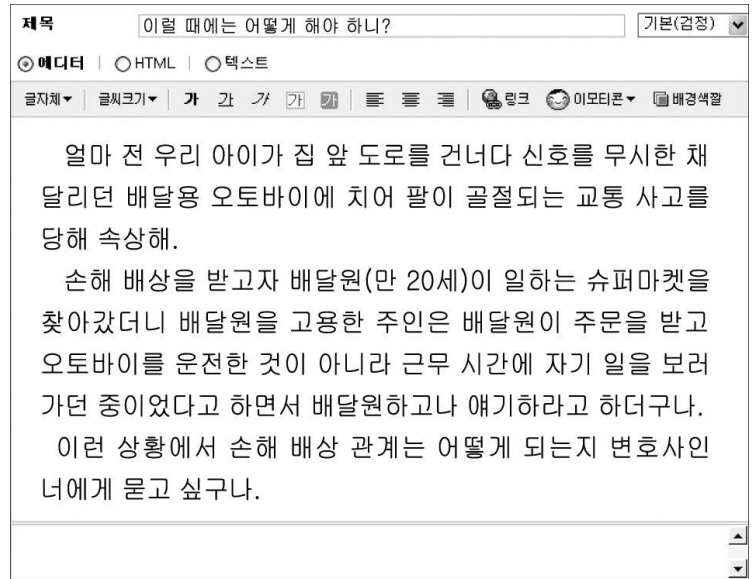 제목 이럴 때에는 어떻게 해야 하니? 기본(검정)
에디터 | HTML | 텍스트
글자체 글씨크기 가 가 가 가 가 링크 이모티콘 배경색깔
얼마 전 우리 아이가 집 앞 도로를 건너다 신호를 무시한 채
달리던 배달용 오토바이에 치어 팔이 골절되는 교통 사고를
당해 속상해.
손해 배상을 받고자 배달원(만 20세)이 일하는 슈퍼마켓을
찾아갔더니 배달원을 고용한 주인은 배달원이 주문을 받고
오토바이를 운전한 것이 아니라 근무 시간에 자기 일을 보러
가던 중이었다고 하면서 배달원하고나 얘기하라고 하더구나.
이런 상황에서 손해 배상 관계는 어떻게 되는지 변호사인
너에게 묻고 싶구나.